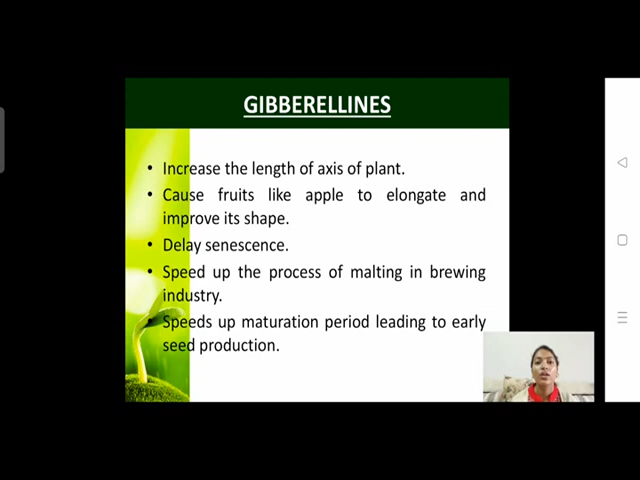 GIBBERELLINES
• Increase the length of axis of plant.
• Cause fruits like apple to elongate and
improve its shape.
• Delay senescence.
• Speed up the process of malting in brewing
industry.
• Speeds up maturation period leading to early
seed production.